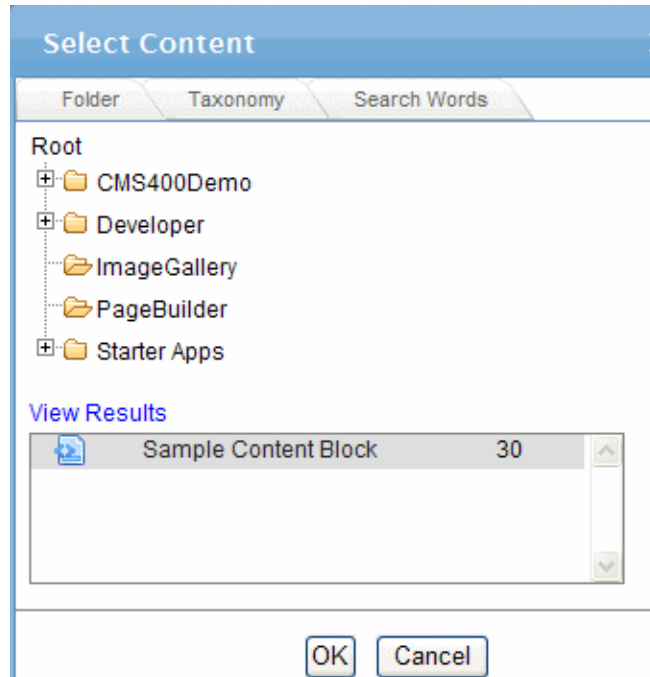 Select Content
Folder Taxonomy Search Words
Root
CMS400Demo
Developer
ImageGallery
PageBuilder
Starter Apps
View Results
Sample Content Block 30
OK Cancel